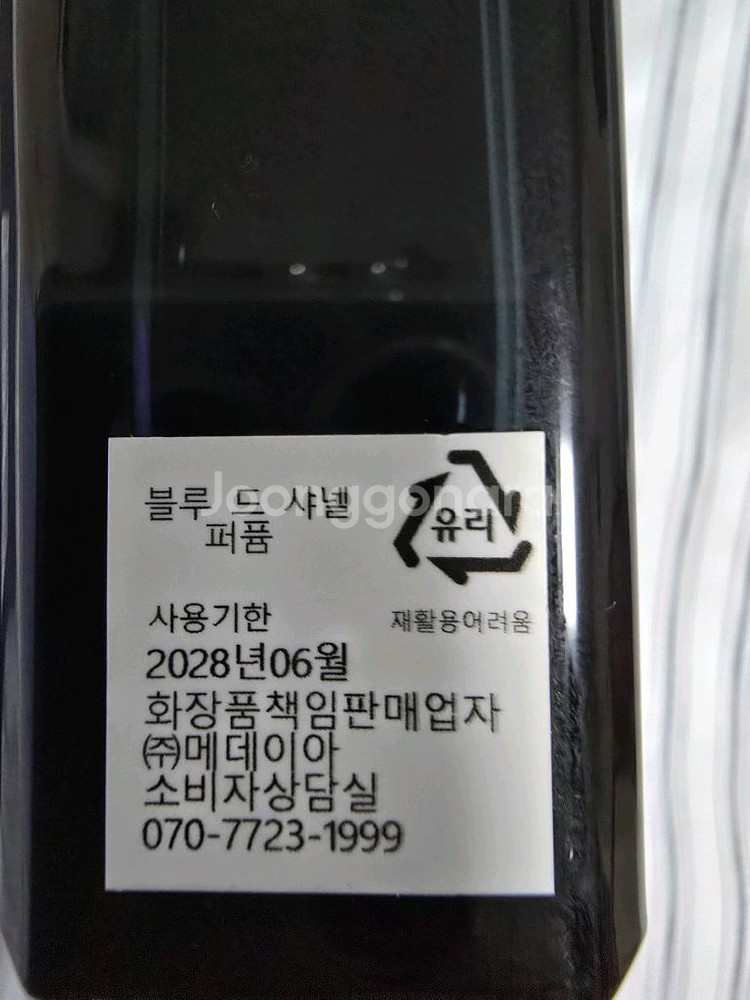 블루 드 샤넬
퍼퓸
유리
재활용어려움
사용기한
2028년06월
화장품책임판매업자
㈜메데이아
소비자상담실
070-7723-1999
Joonggonara